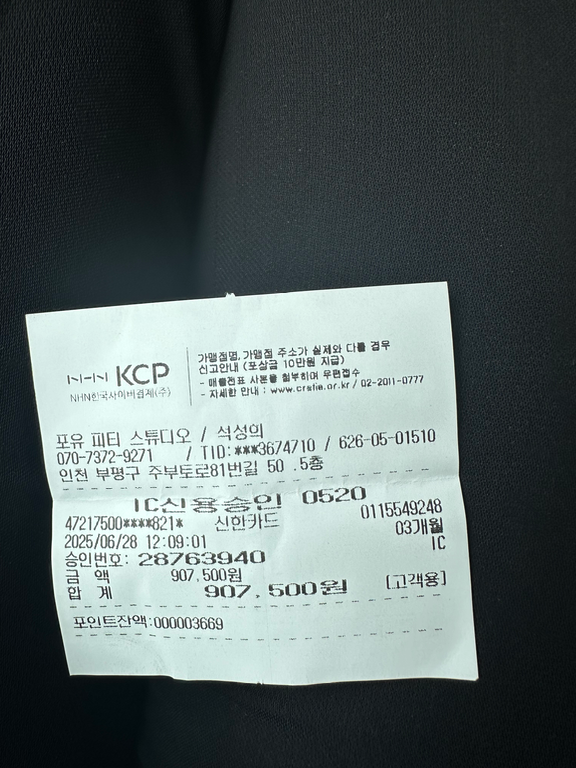 NHN KCP
NHN한국사이버결제(주)
가맹점명, 가맹점 주소가 실제와 다를 경우
신고안내 (포상금 10만원 지급)
- 매출전표 사본을 첨부하여 우편접수
- 자세한 안내 : www.crefia.or.kr / 02-2011-0777
포유 피티 스튜디오 / 석성희
070-7372-9271 / TID:***3674710 / 626-05-01510
인천 부평구 주부토로81번길 50 .5층
IC신용승인 0520
47217500****821* 신한카드 0115549248
03개월
2025/06/28 12:09:01 IC
승인번호: 28763940
금 액 907,500원
합 계 907,500원 [고객용]
포인트잔액:000003669